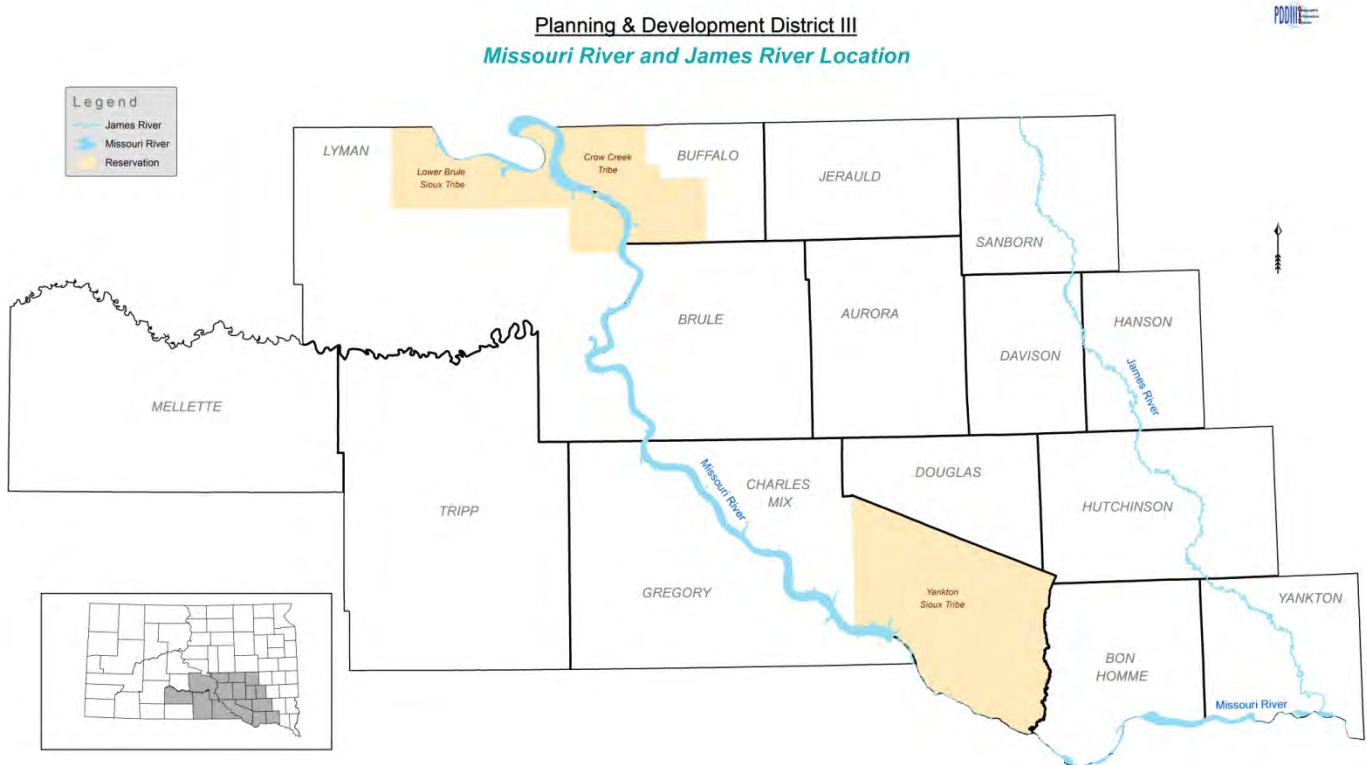 Planning & Development District III
Missouri River and James River Location
PDDIII
Legend
James River
Missouri River
Reservation
LYMAN
Lower Brule
Sioux Tribe
Crow Creek
Tribe
BUFFALO
JERAULD
SANBORN
BRULE
AURORA
DAVISON
HANSON
James River
MELLETTE
TRIPP
Missouri River
CHARLES
MIX
DOUGLAS
HUTCHINSON
GREGORY
Yankton
Sioux Tribe
BON
HOMME
YANKTON
Missouri River